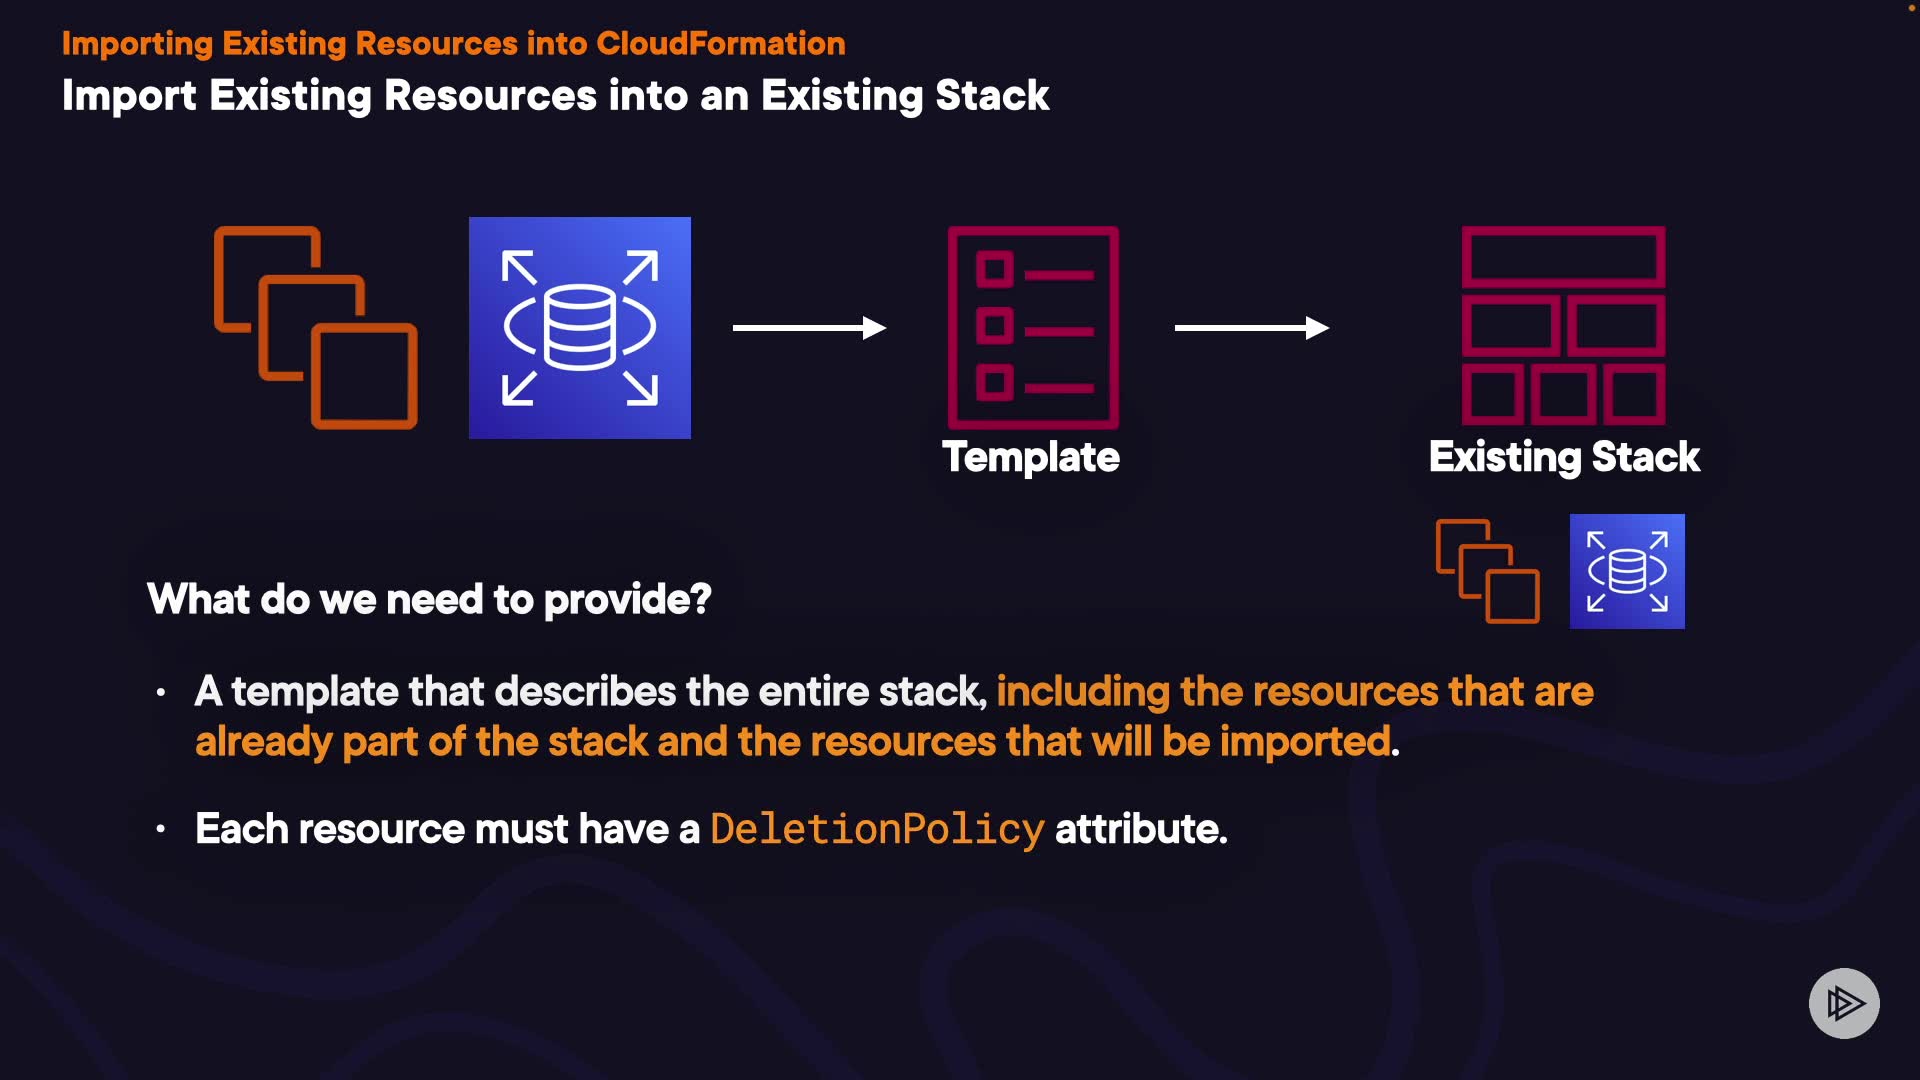 Importing Existing Resources into CloudFormation
Import Existing Resources into an Existing Stack
Template
Existing Stack
What do we need to provide?
· A template that describes the entire stack, including the resources that are
already part of the stack and the resources that will be imported.
· Each resource must have a DeletionPolicy attribute.